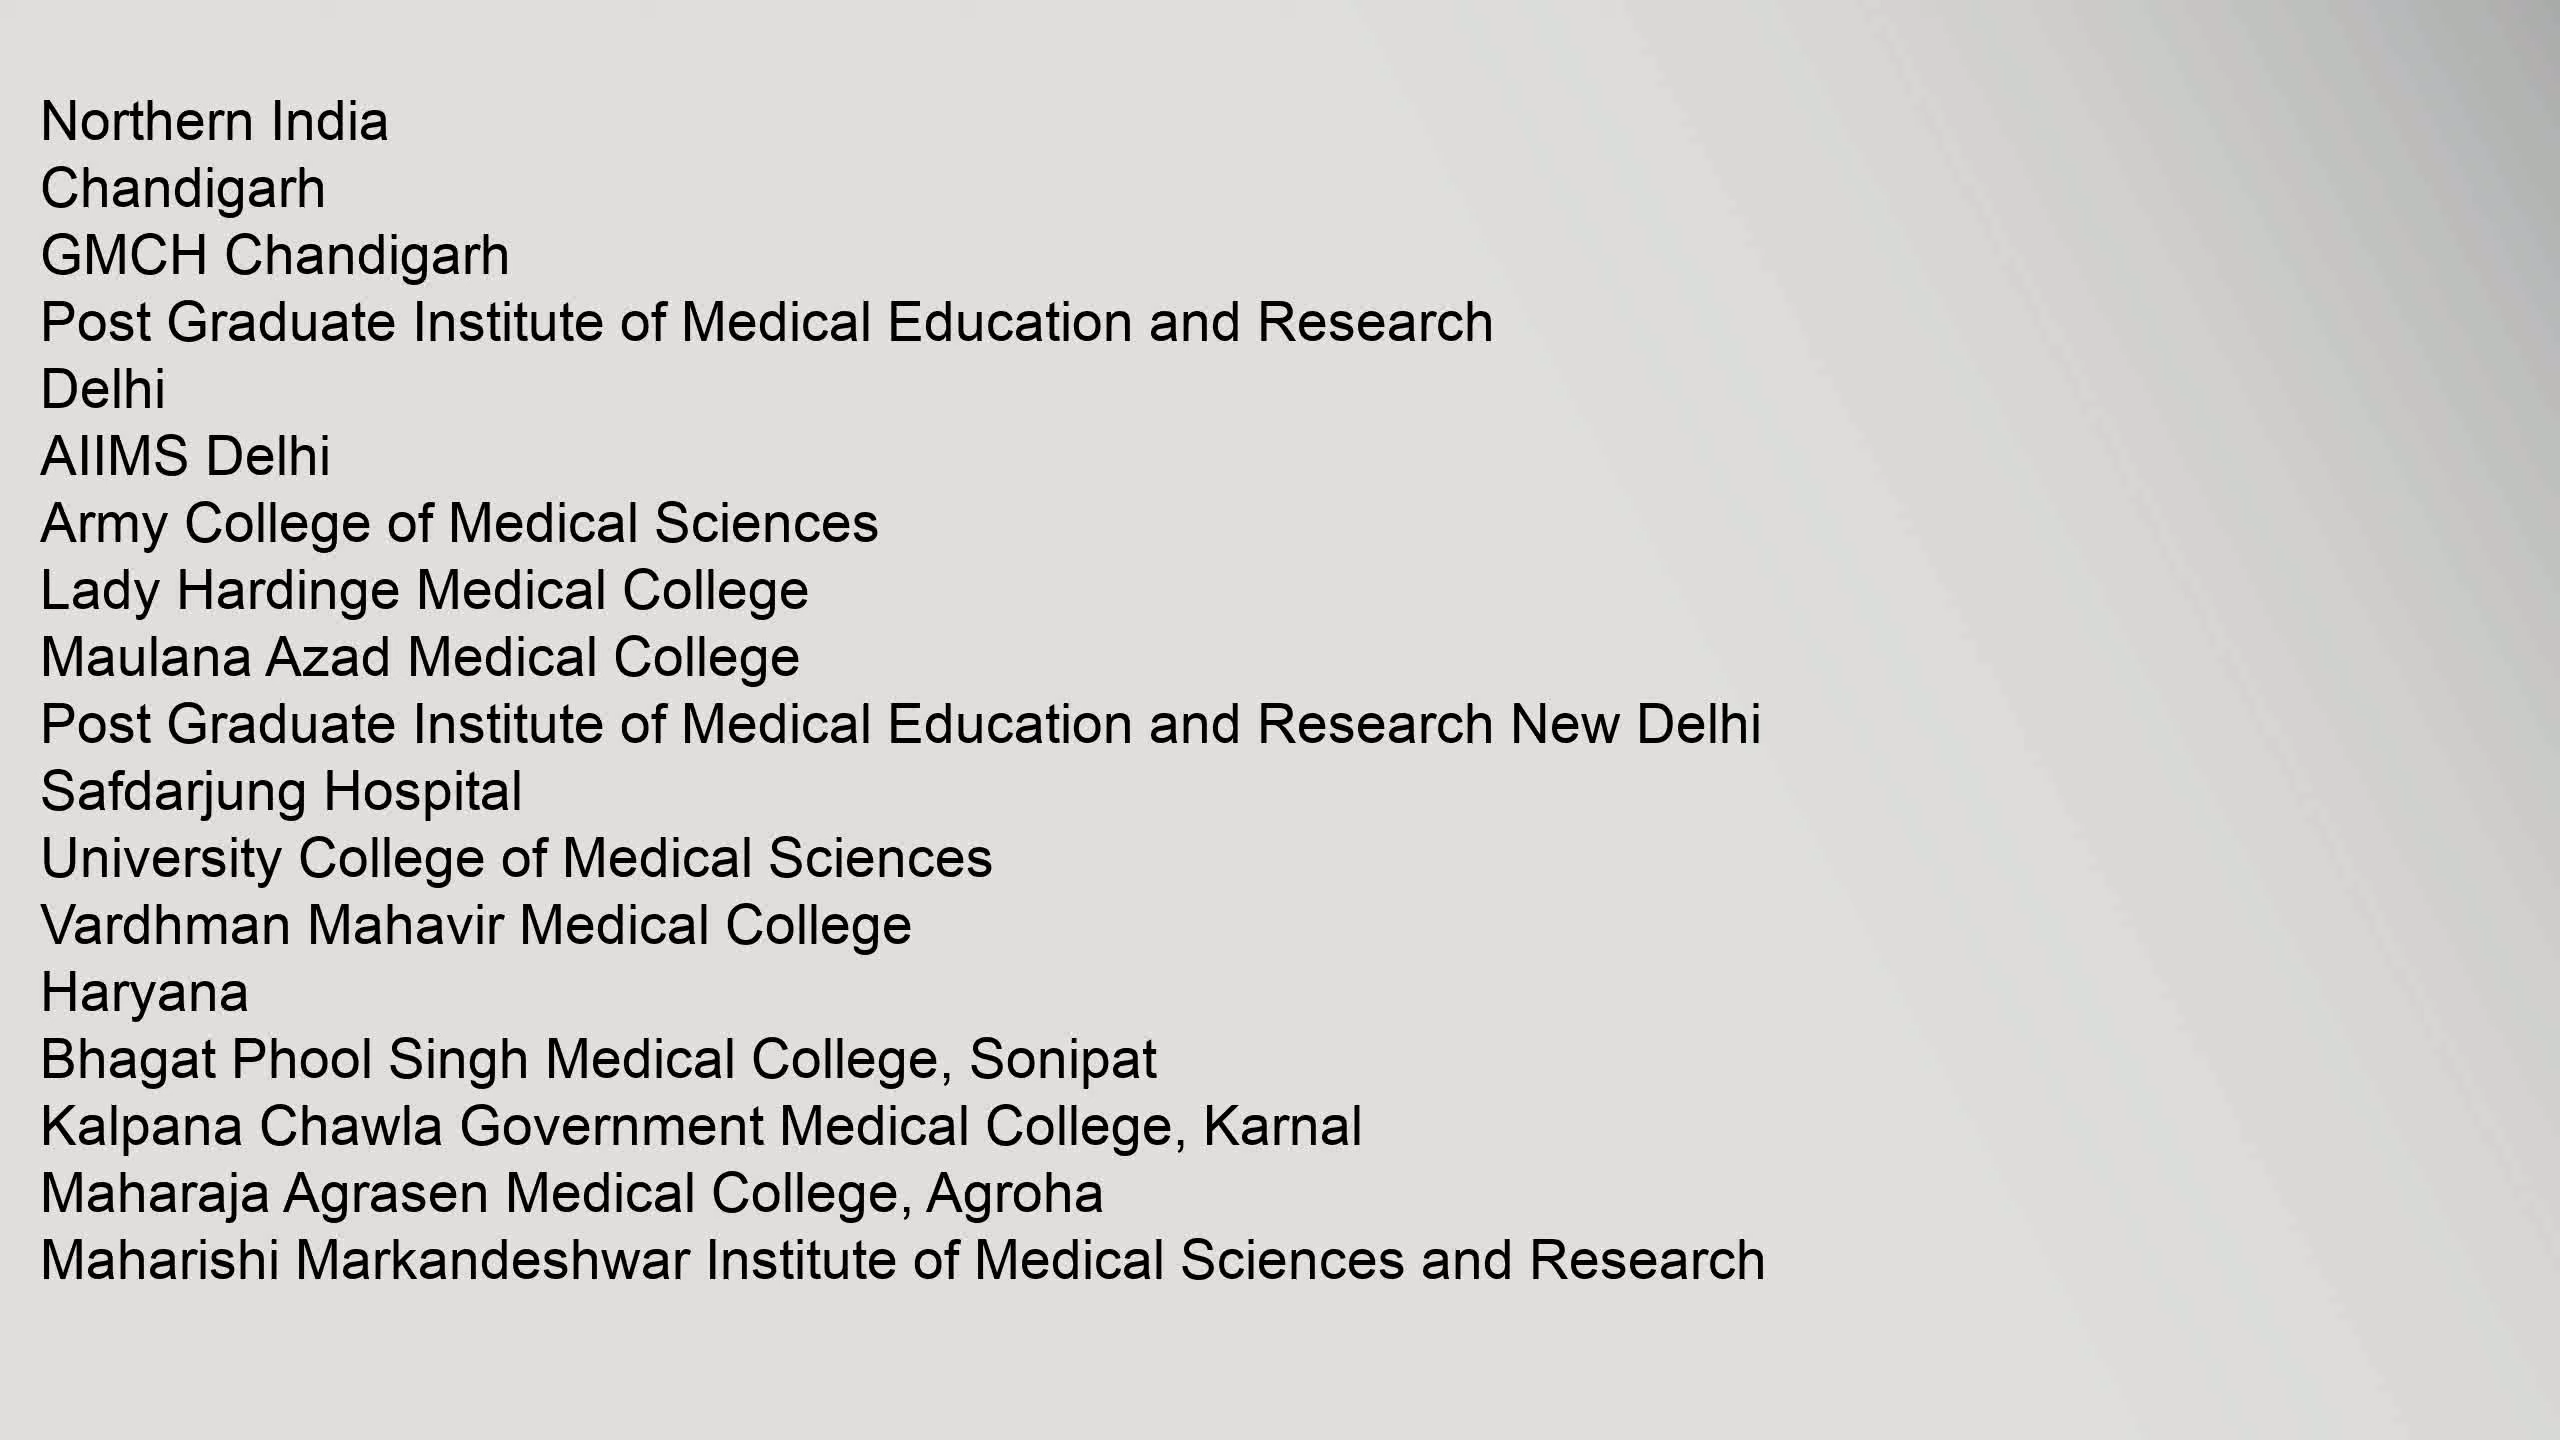 Northern India
Chandigarh
GMCH Chandigarh
Post Graduate Institute of Medical Education and Research
Delhi
AIIMS Delhi
Army College of Medical Sciences
Lady Hardinge Medical College
Maulana Azad Medical College
Post Graduate Institute of Medical Education and Research New Delhi
Safdarjung Hospital
University College of Medical Sciences
Vardhman Mahavir Medical College
Haryana
Bhagat Phool Singh Medical College, Sonipat
Kalpana Chawla Government Medical College, Karnal
Maharaja Agrasen Medical College, Agroha
Maharishi Markandeshwar Institute of Medical Sciences and Research